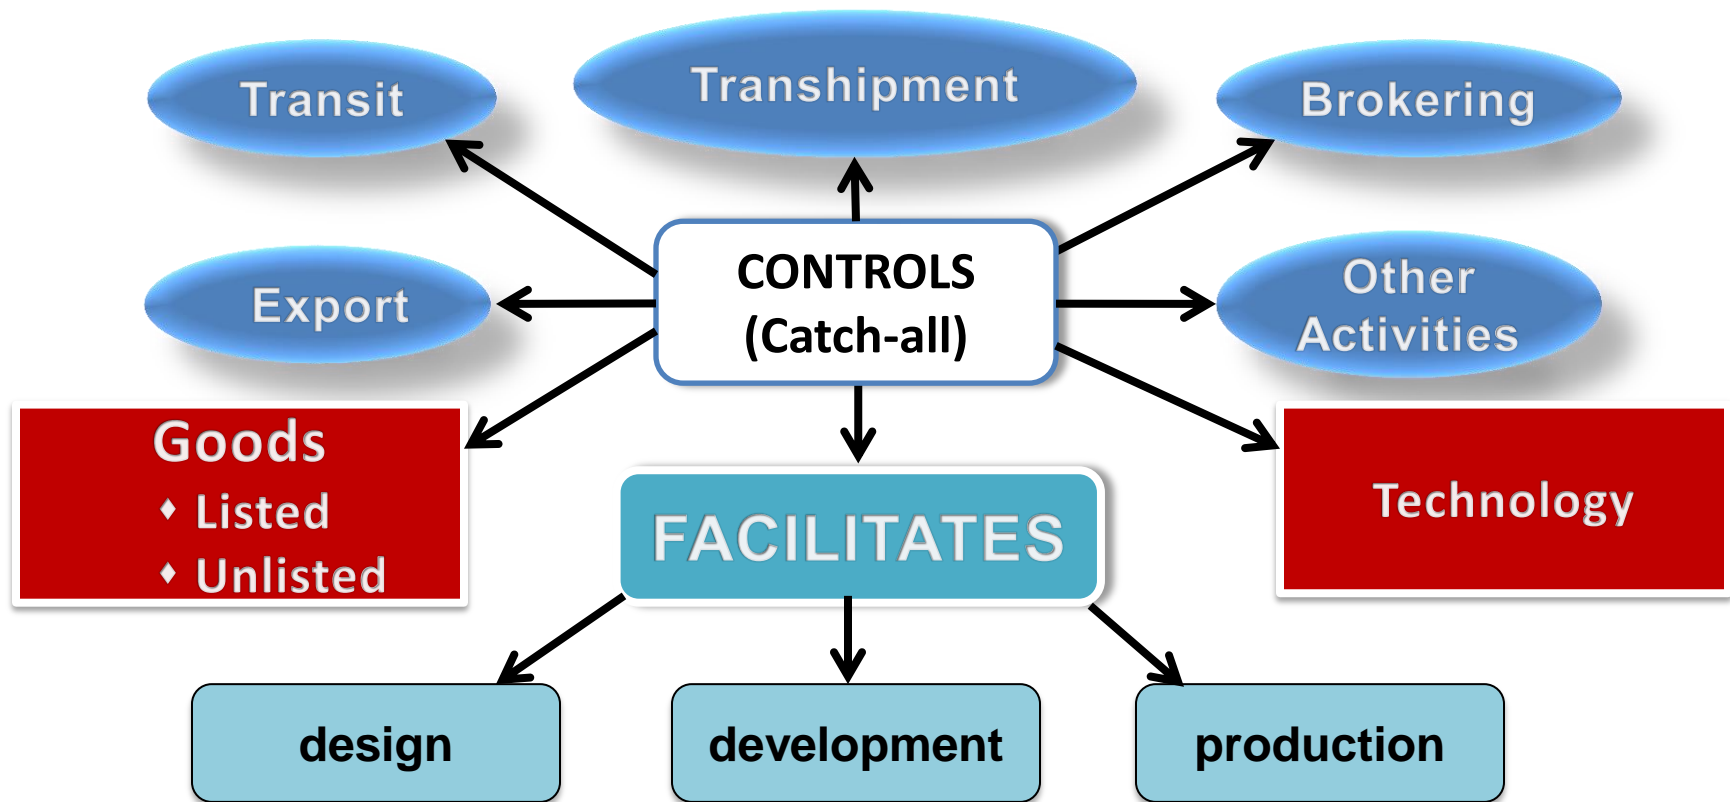 Transit
Transhipment
Brokering
CONTROLS
(Catch-all)
Export
Other
Activities
Goods
♦ Listed
♦ Unlisted
Technology
FACILITATES
design
development
production